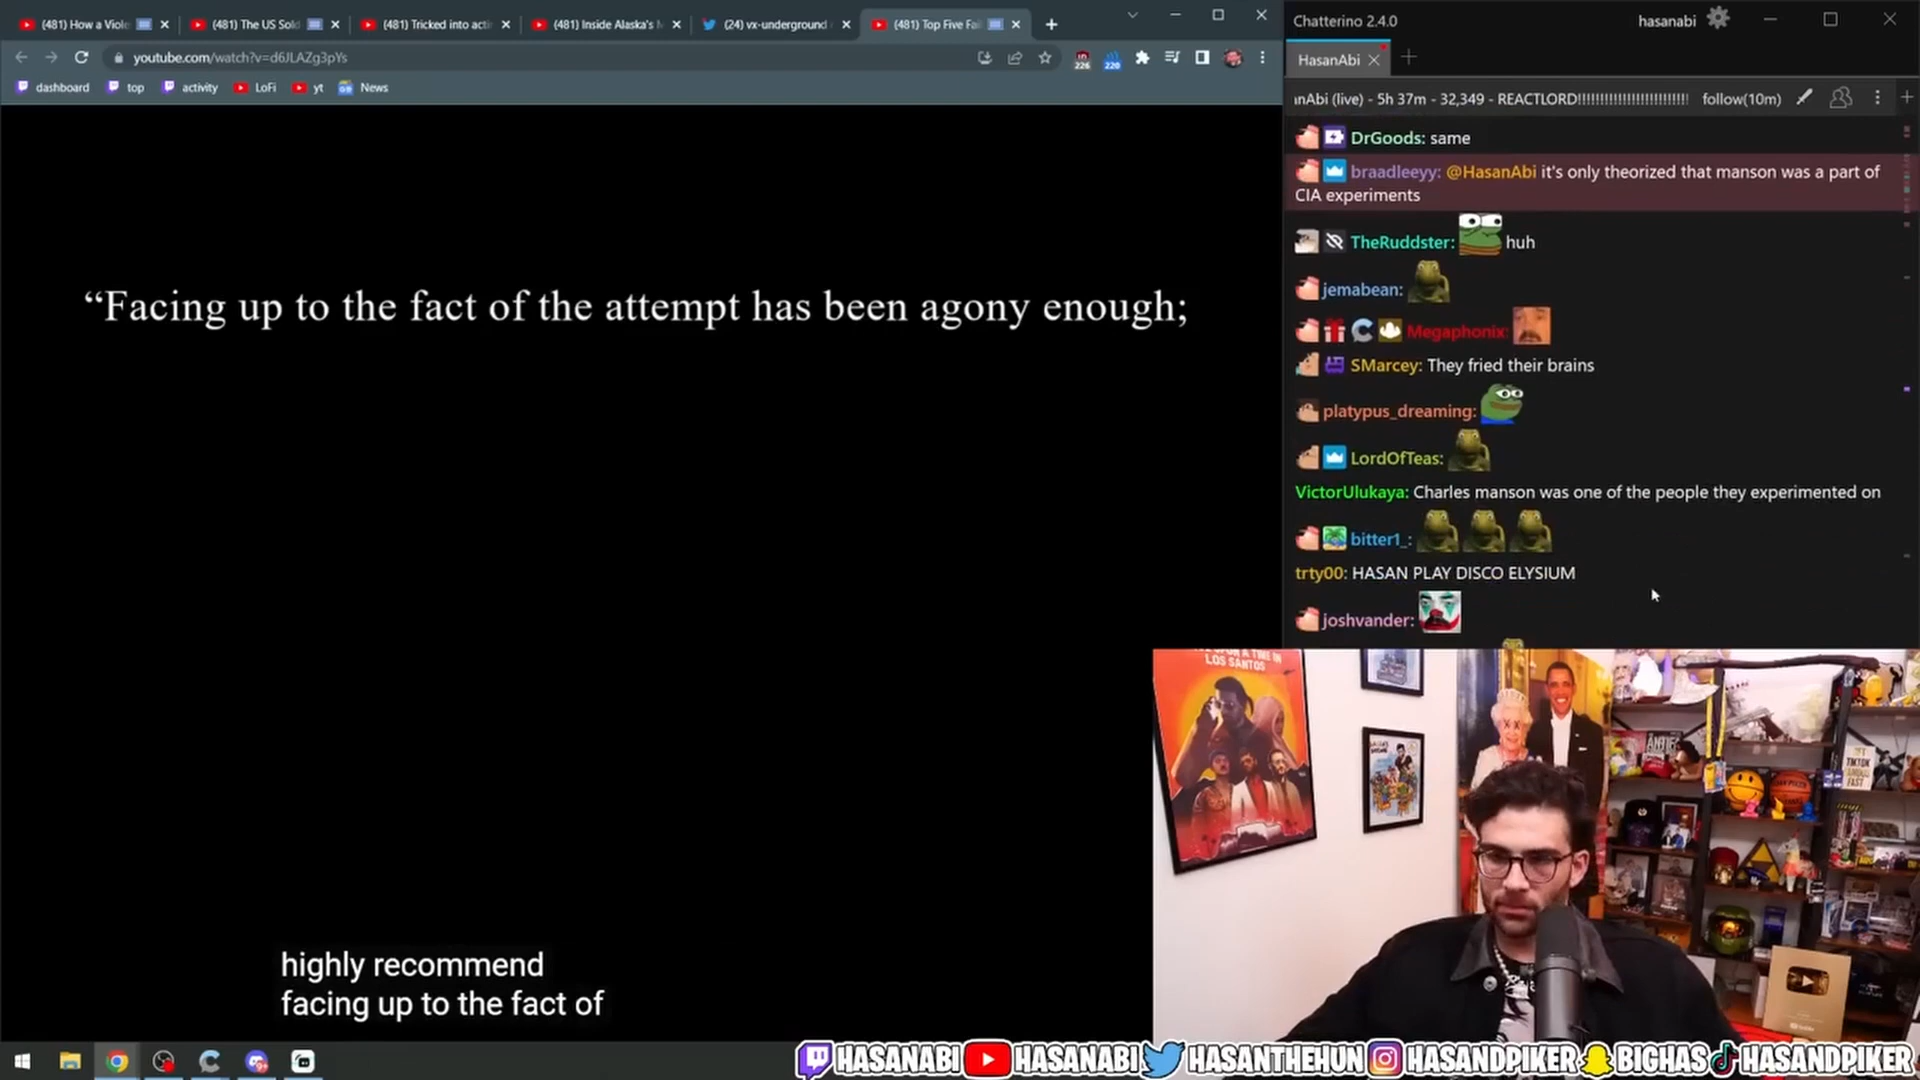 (481) How a Viole
(481) The US Sold
(481) Tricked into acti
(481) Inside Alaska's M
(24) vx-underground
(481) Top Five Fai
youtube.com/watch?v=d6JLAZg3pYs
226
220
dashboard
top
activity
LoFi
yt
News
“Facing up to the fact of the attempt has been agony enough;
highly recommend
facing up to the fact of
Chatterino 2.4.0
hasanabi
HasanAbi
anAbi (live) - 5h 37m - 32,349 - REACTLORD!!!!!!!!!!!!!!!!!!!!!!!!!
follow(10m)
DrGoods: same
braadleeyy: @HasanAbi it's only theorized that manson was a part of
CIA experiments
TheRuddster: huh
jemabean:
Megaphonix:
SMarcey: They fried their brains
platypus_dreaming:
LordOfTeas:
VictorUlukaya: Charles manson was one of the people they experimented on
bitter1_:
trty00: HASAN PLAY DISCO ELYSIUM
joshvander:
LOS SANTOS
HASANABI
HASANABI
HASANTHEHUN
HASANDPIKER
BIGHAS
HASANDPIKER